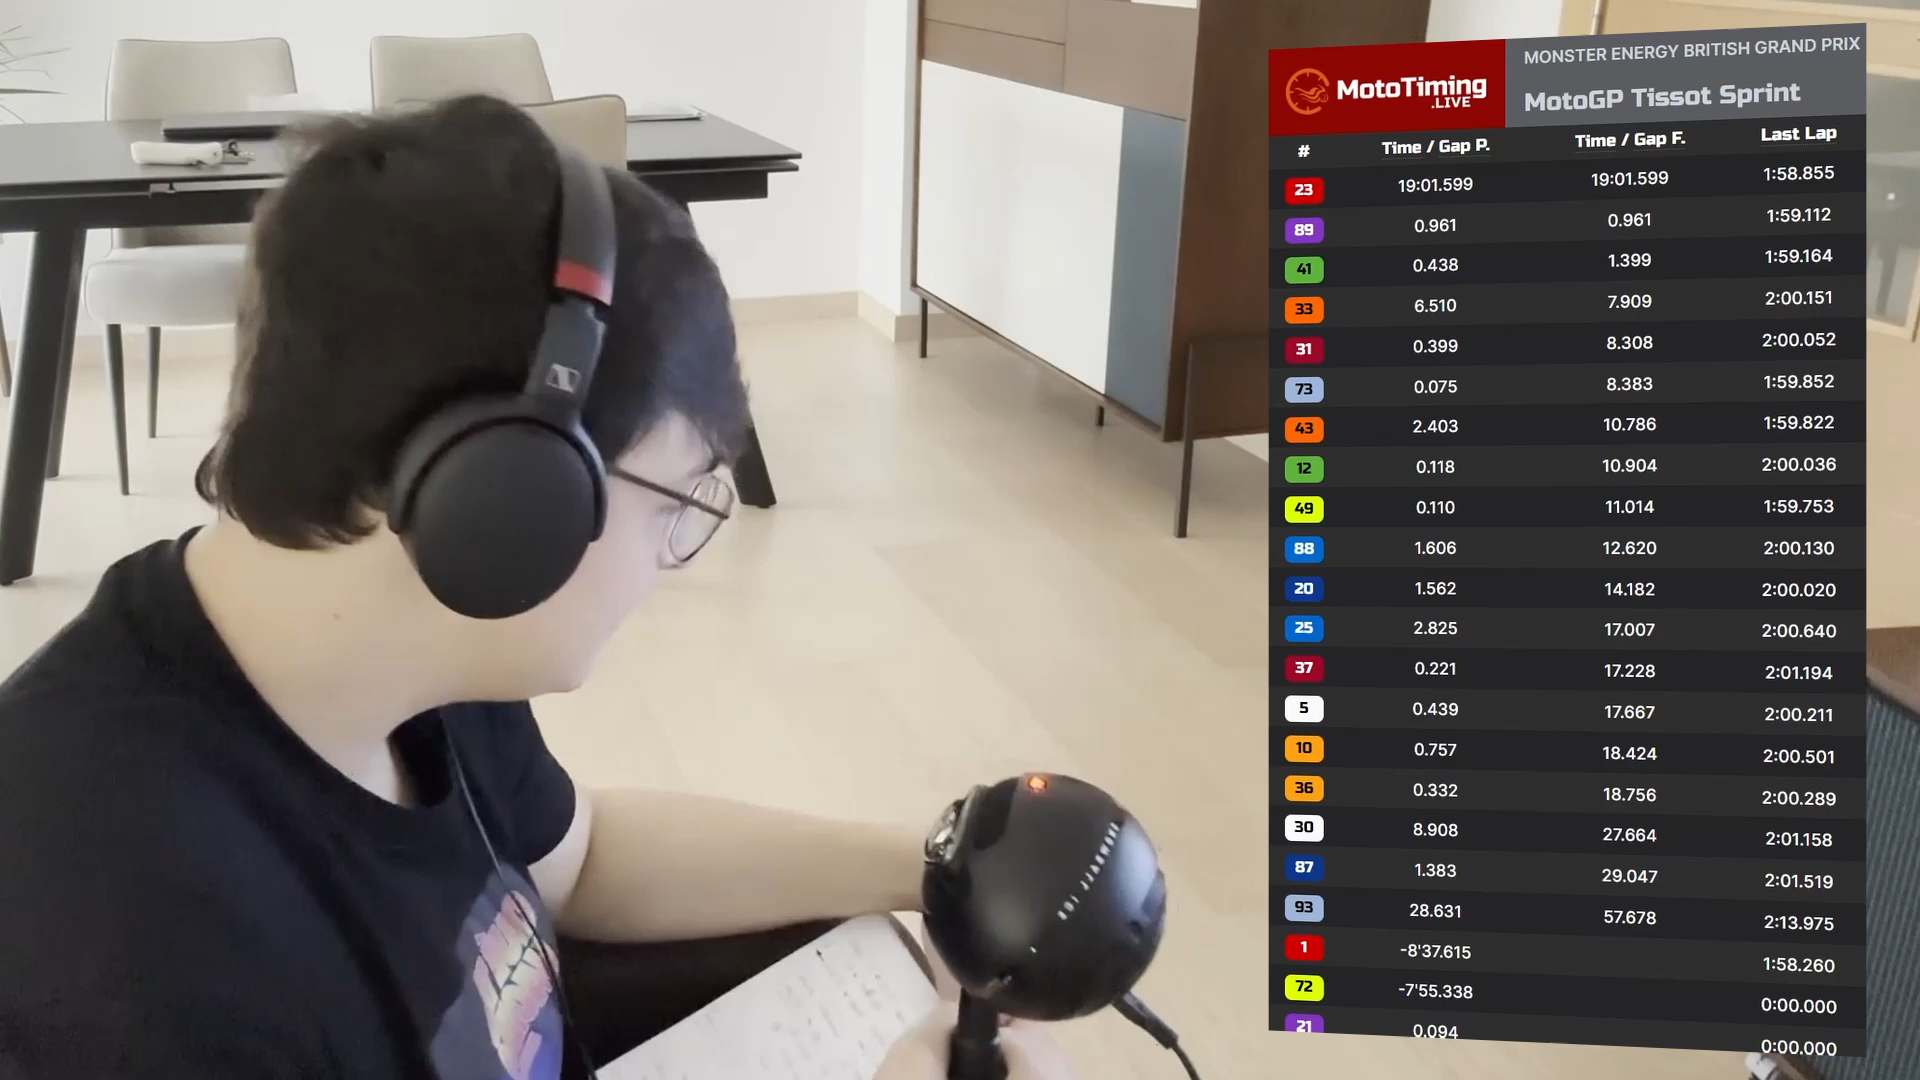 MotoTiming
.LIVE
MONSTER ENERGY BRITISH GRAND PRIX
MotoGP Tissot Sprint
# Time / Gap P. Time / Gap F. Last Lap
23 19:01.599 19:01.599 1:58.855
89 0.961 0.961 1:59.112
41 0.438 1.399 1:59.164
33 6.510 7.909 2:00.151
31 0.399 8.308 2:00.052
73 0.075 8.383 1:59.852
43 2.403 10.786 1:59.822
12 0.118 10.904 2:00.036
49 0.110 11.014 1:59.753
88 1.606 12.620 2:00.130
20 1.562 14.182 2:00.020
25 2.825 17.007 2:00.640
37 0.221 17.228 2:01.194
5 0.439 17.667 2:00.211
10 0.757 18.424 2:00.501
36 0.332 18.756 2:00.289
30 8.908 27.664 2:01.158
87 1.383 29.047 2:01.519
93 28.631 57.678 2:13.975
1 -8'37.615 1:58.260
72 -7'55.338 0:00.000
21 0.094 0:00.000